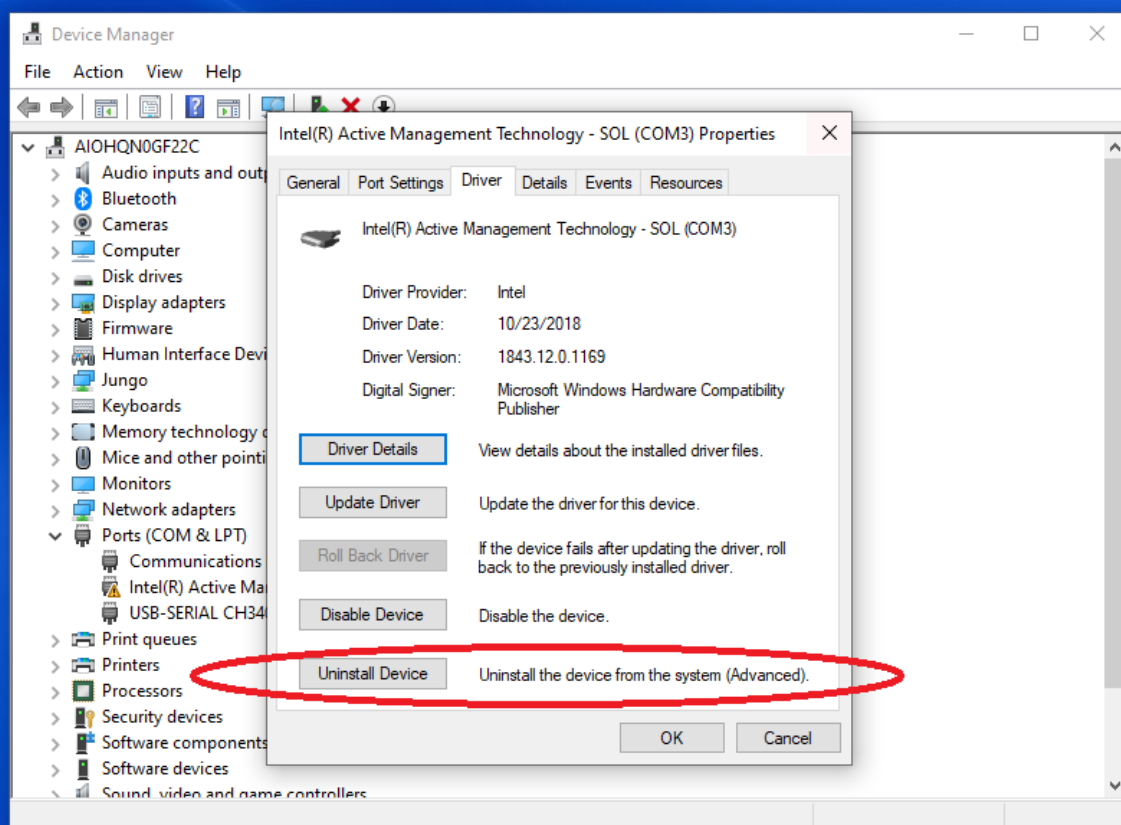 Device Manager
File Action View Help
AIOHQN0GF22C
Audio inputs and outp
Bluetooth
Cameras
Computer
Disk drives
Display adapters
Firmware
Human Interface Devi
Jungo
Keyboards
Memory technology d
Mice and other pointi
Monitors
Network adapters
Ports (COM & LPT)
Communications
Intel(R) Active Ma
USB-SERIAL CH340
Print queues
Printers
Processors
Security devices
Software components
Software devices
Sound, video and game controllers
Intel(R) Active Management Technology - SOL (COM3) Properties
General Port Settings Driver Details Events Resources
Intel(R) Active Management Technology - SOL (COM3)
Driver Provider: Intel
Driver Date: 10/23/2018
Driver Version: 1843.12.0.1169
Digital Signer: Microsoft Windows Hardware Compatibility
Publisher
Driver Details View details about the installed driver files.
Update Driver Update the driver for this device.
Roll Back Driver If the device fails after updating the driver, roll
back to the previously installed driver.
Disable Device Disable the device.
Uninstall Device Uninstall the device from the system (Advanced).
OK Cancel